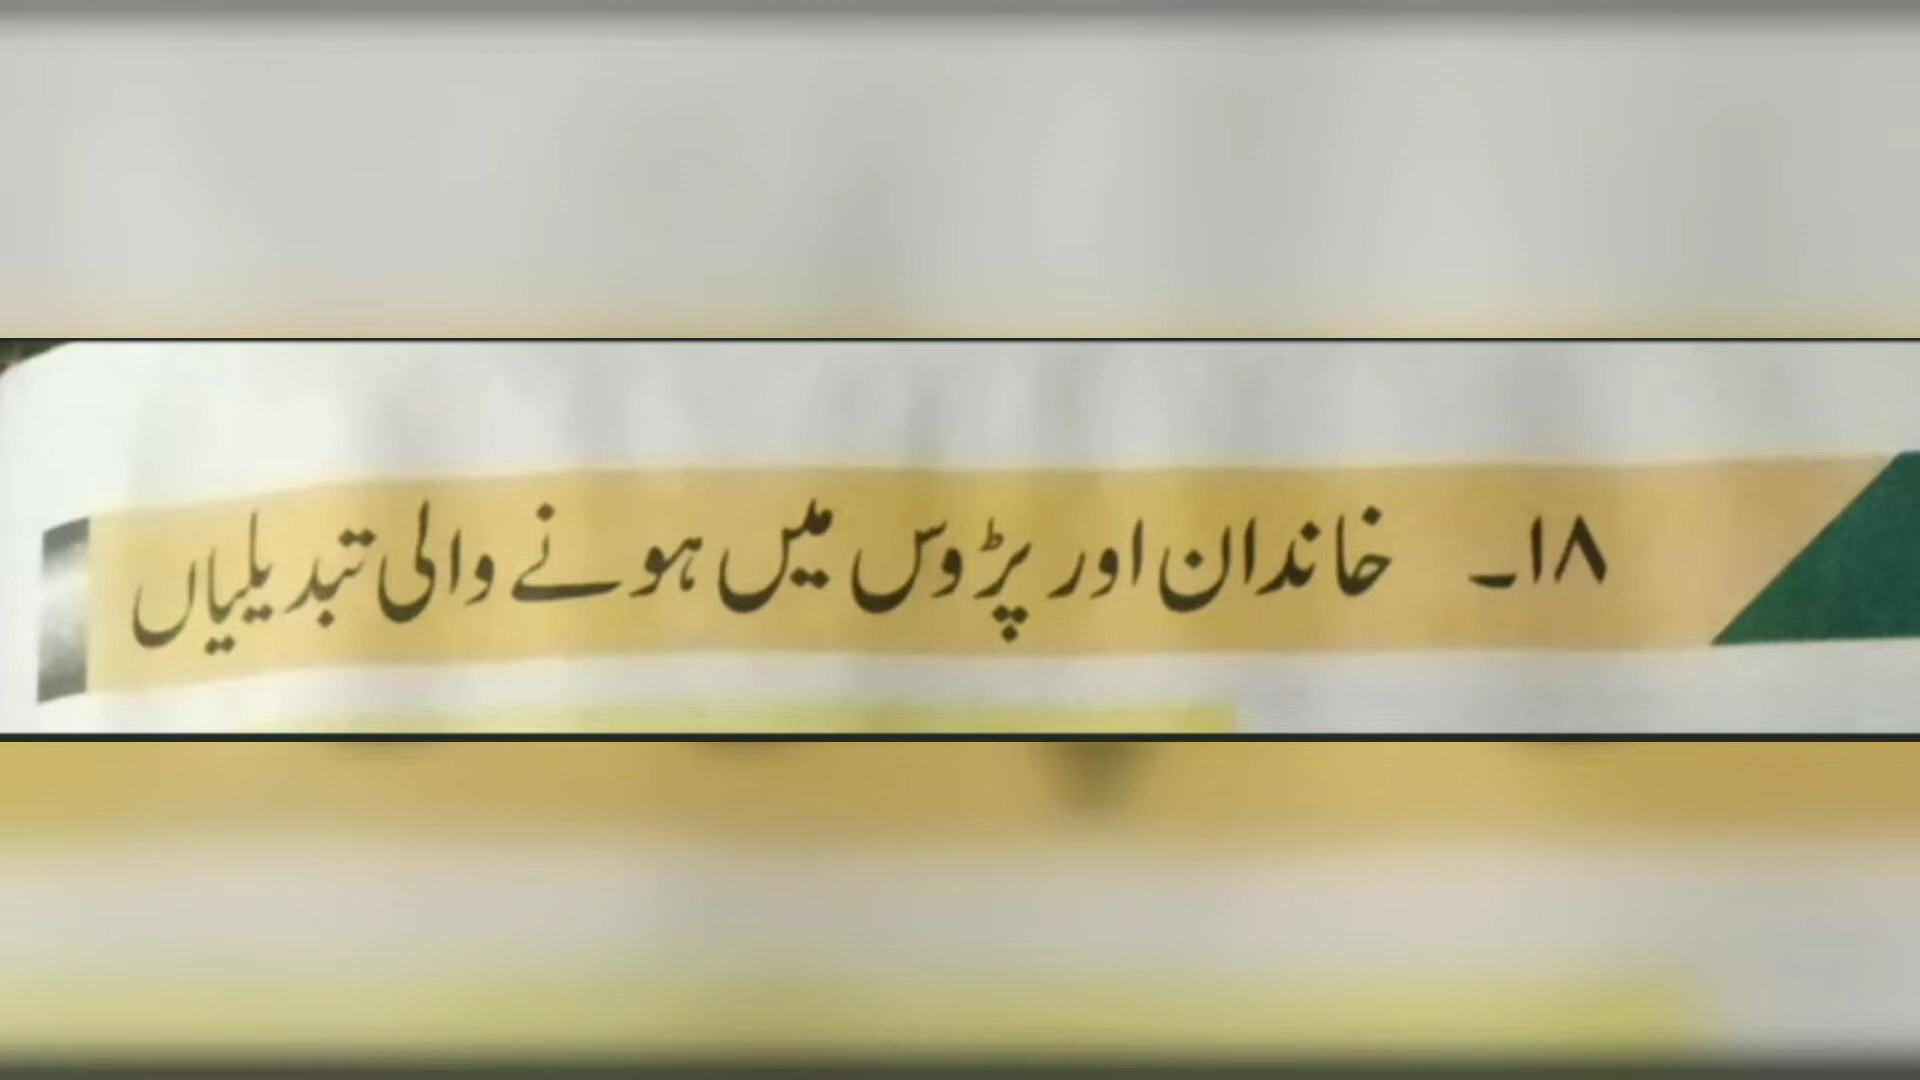 ۱۸۔ خاندان اور پڑوس میں ہونے والی تبدیلیاں